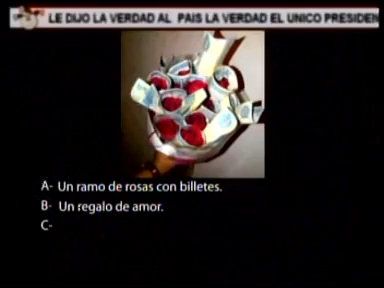 LE DIJO LA VERDAD AL PAIS LA VERDAD EL UNICO PRESIDEN
A- Un ramo de rosas con billetes.
B- Un regalo de amor.
C-